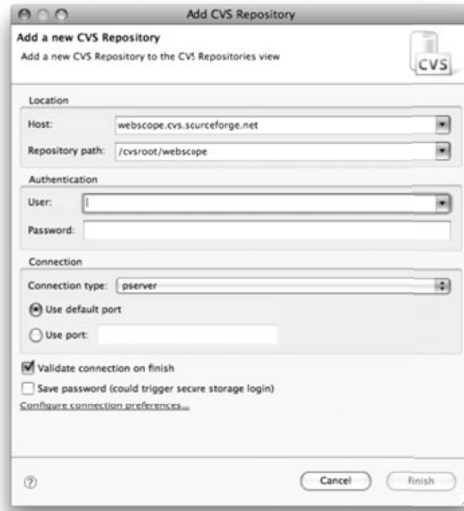 Add CVS Repository
Add a new CVS Repository
Add a new CVS Repository to the CVS Repositories view
CVS
Location
Host: webscope.cvs.sourceforge.net
Repository path: /cvsroot/webscope
Authentication
User:
Password:
Connection
Connection type: pserver
Use default port
Use port:
Validate connection on finish
Save password (could trigger secure storage login)
Configure connection preferences...
?
Cancel Finish